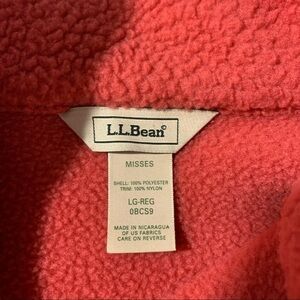 L.L.Bean®
MISSES
SHELL: 100% POLYESTER
TRIM: 100% NYLON
LG-REG
0BCS9
MADE IN NICARAGUA
OF US FABRICS
CARE ON REVERSE